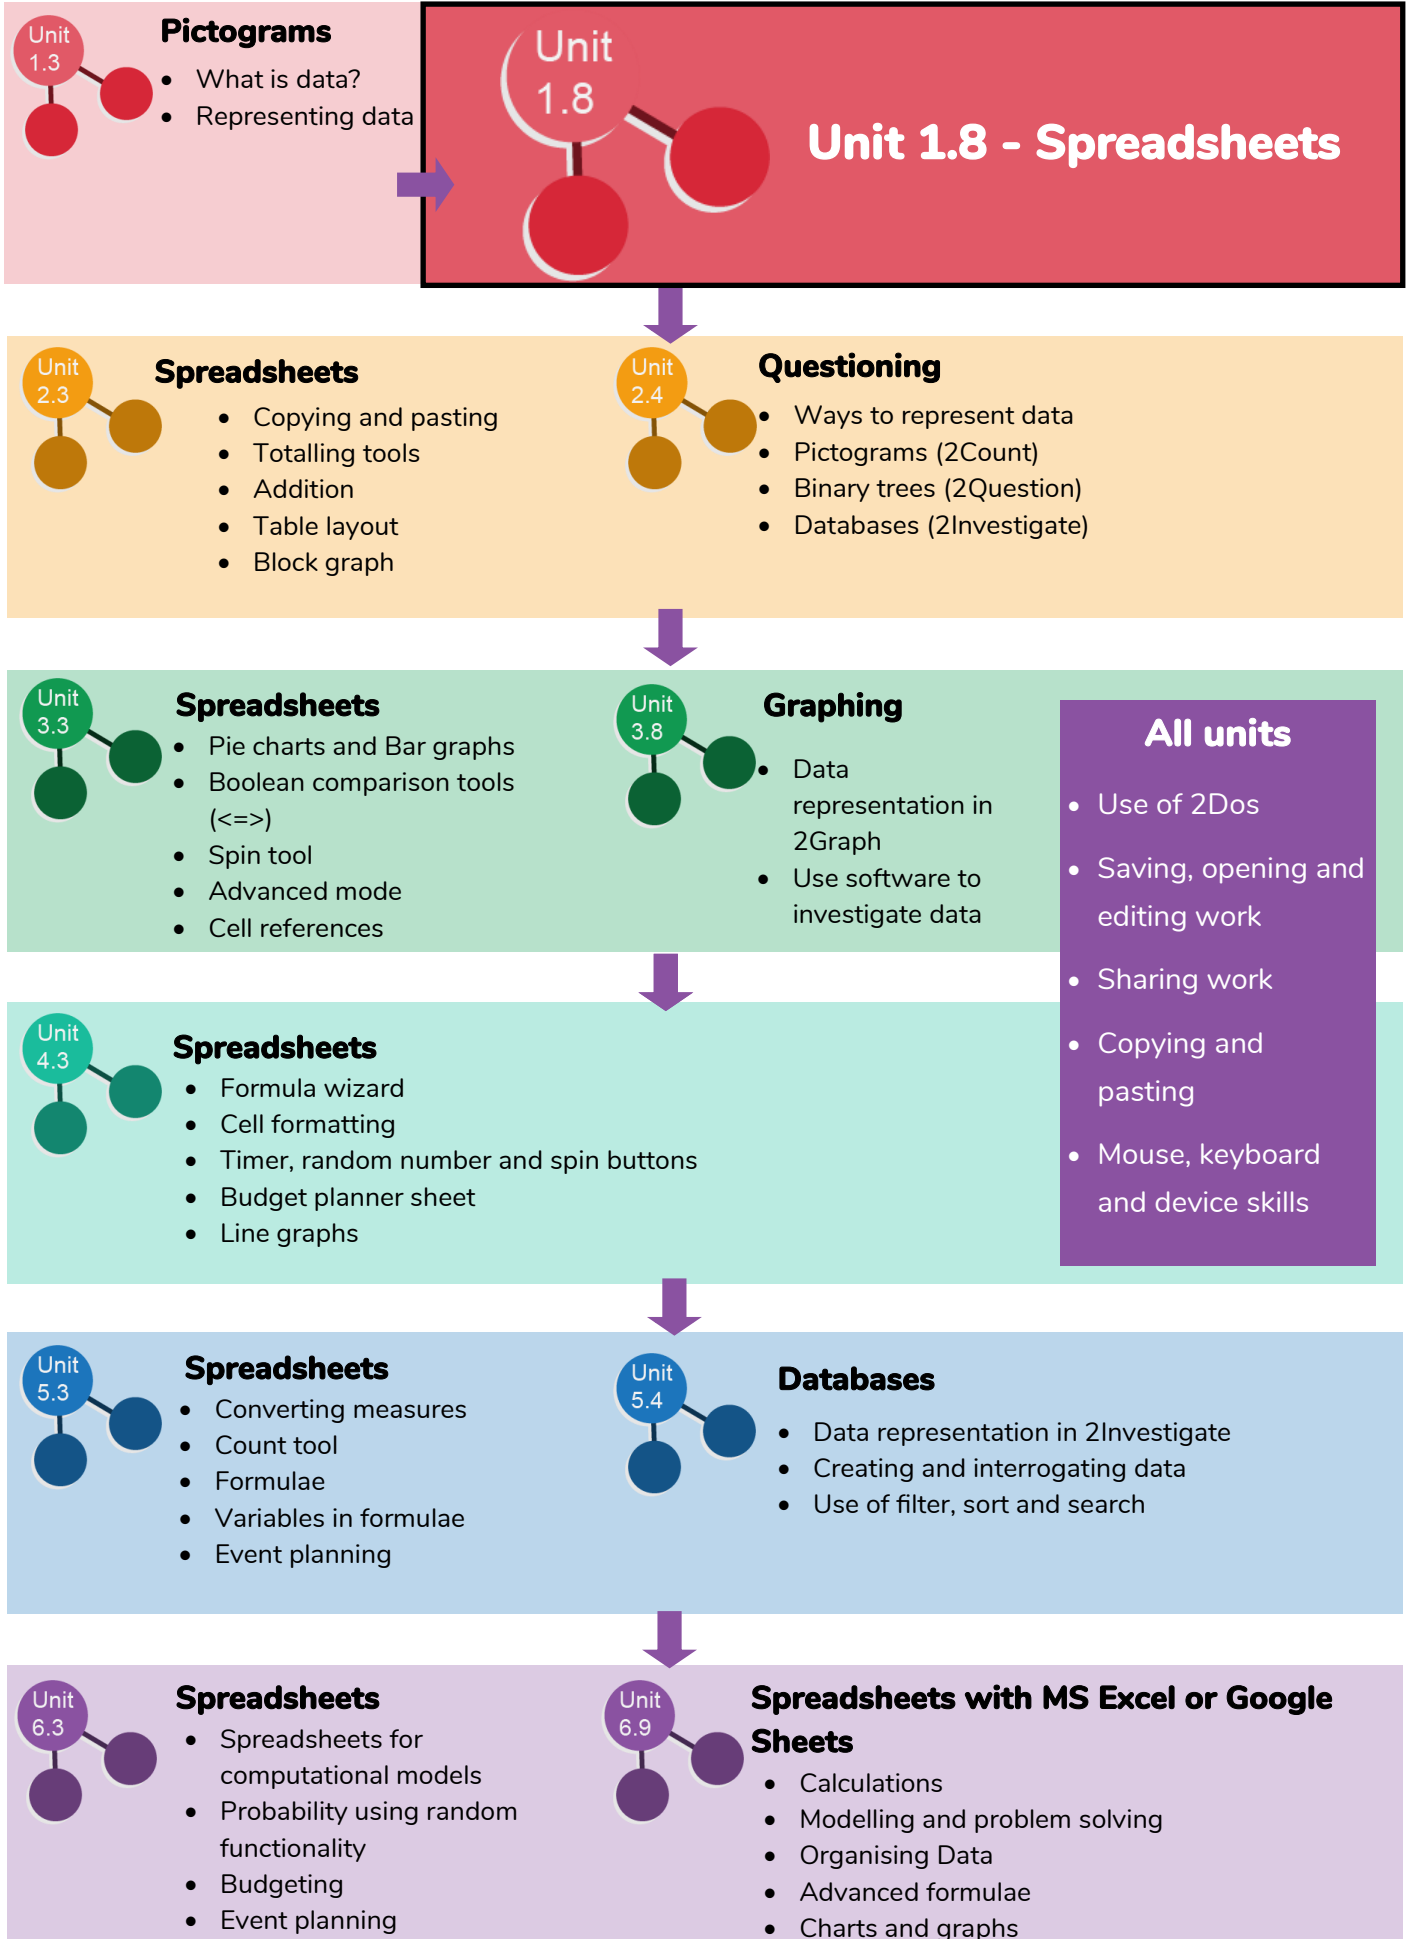 Unit
1.3
Pictograms
What is data?
Representing data
Unit
1.8
Unit 1.8 - Spreadsheets
Unit
2.3
Spreadsheets
Copying and pasting
Totalling tools
Addition
Table layout
Block graph
Unit
2.4
Questioning
Ways to represent data
Pictograms (2Count)
Binary trees (2Question)
Databases (2Investigate)
Unit
3.3
Spreadsheets
Pie charts and Bar graphs
Boolean comparison tools
(<=>)
Spin tool
Advanced mode
Cell references
Unit
3.8
Graphing
Data
representation in
2Graph
Use software to
investigate data
All units
Use of 2Dos
Saving, opening and
editing work
Sharing work
Copying and
pasting
Mouse, keyboard
and device skills
Unit
4.3
Spreadsheets
Formula wizard
Cell formatting
Timer, random number and spin buttons
Budget planner sheet
Line graphs
Unit
5.3
Spreadsheets
Converting measures
Count tool
Formulae
Variables in formulae
Event planning
Unit
5.4
Databases
Data representation in 2Investigate
Creating and interrogating data
Use of filter, sort and search
Unit
6.3
Spreadsheets
Spreadsheets for
computational models
Probability using random
functionality
Budgeting
Event planning
Unit
6.9
Spreadsheets with MS Excel or Google
Sheets
Calculations
Modelling and problem solving
Organising Data
Advanced formulae
Charts and graphs